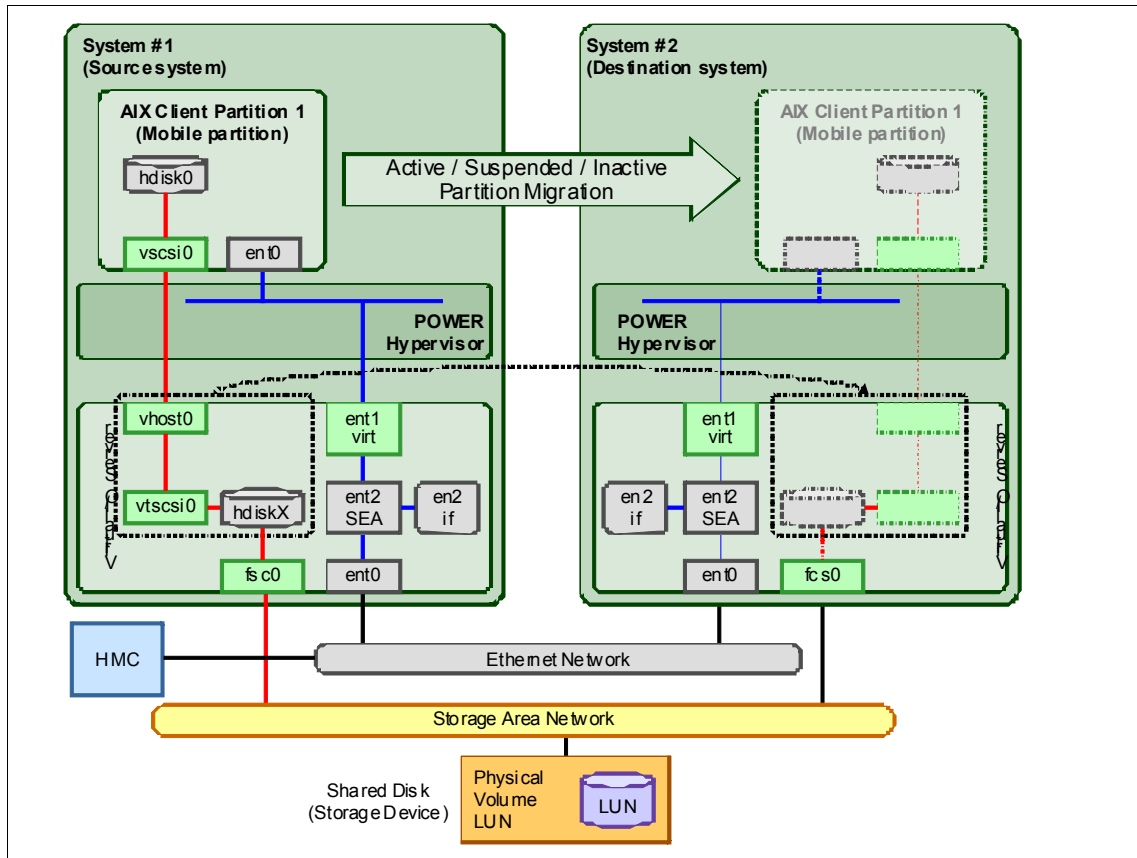 System #1
(Source system)
AIX Client Partition 1
(Mobile partition)
hdisk0
vscsi0
ent0
POWER
Hypervisor
vhost0
ent1
virt
vtscsi0
hdiskX
ent2
SEA
en2
if
fsc0
ent0
Active / Suspended / Inactive
Partition Migration
System #2
(Destination system)
AIX Client Partition 1
(Mobile partition)
POWER
Hypervisor
ent1
virt
en2
if
ent2
SEA
ent0
fcs0
HMC
Ethernet Network
Storage Area Network
Shared Disk
(Storage Device)
Physical
Volume
LUN
LUN